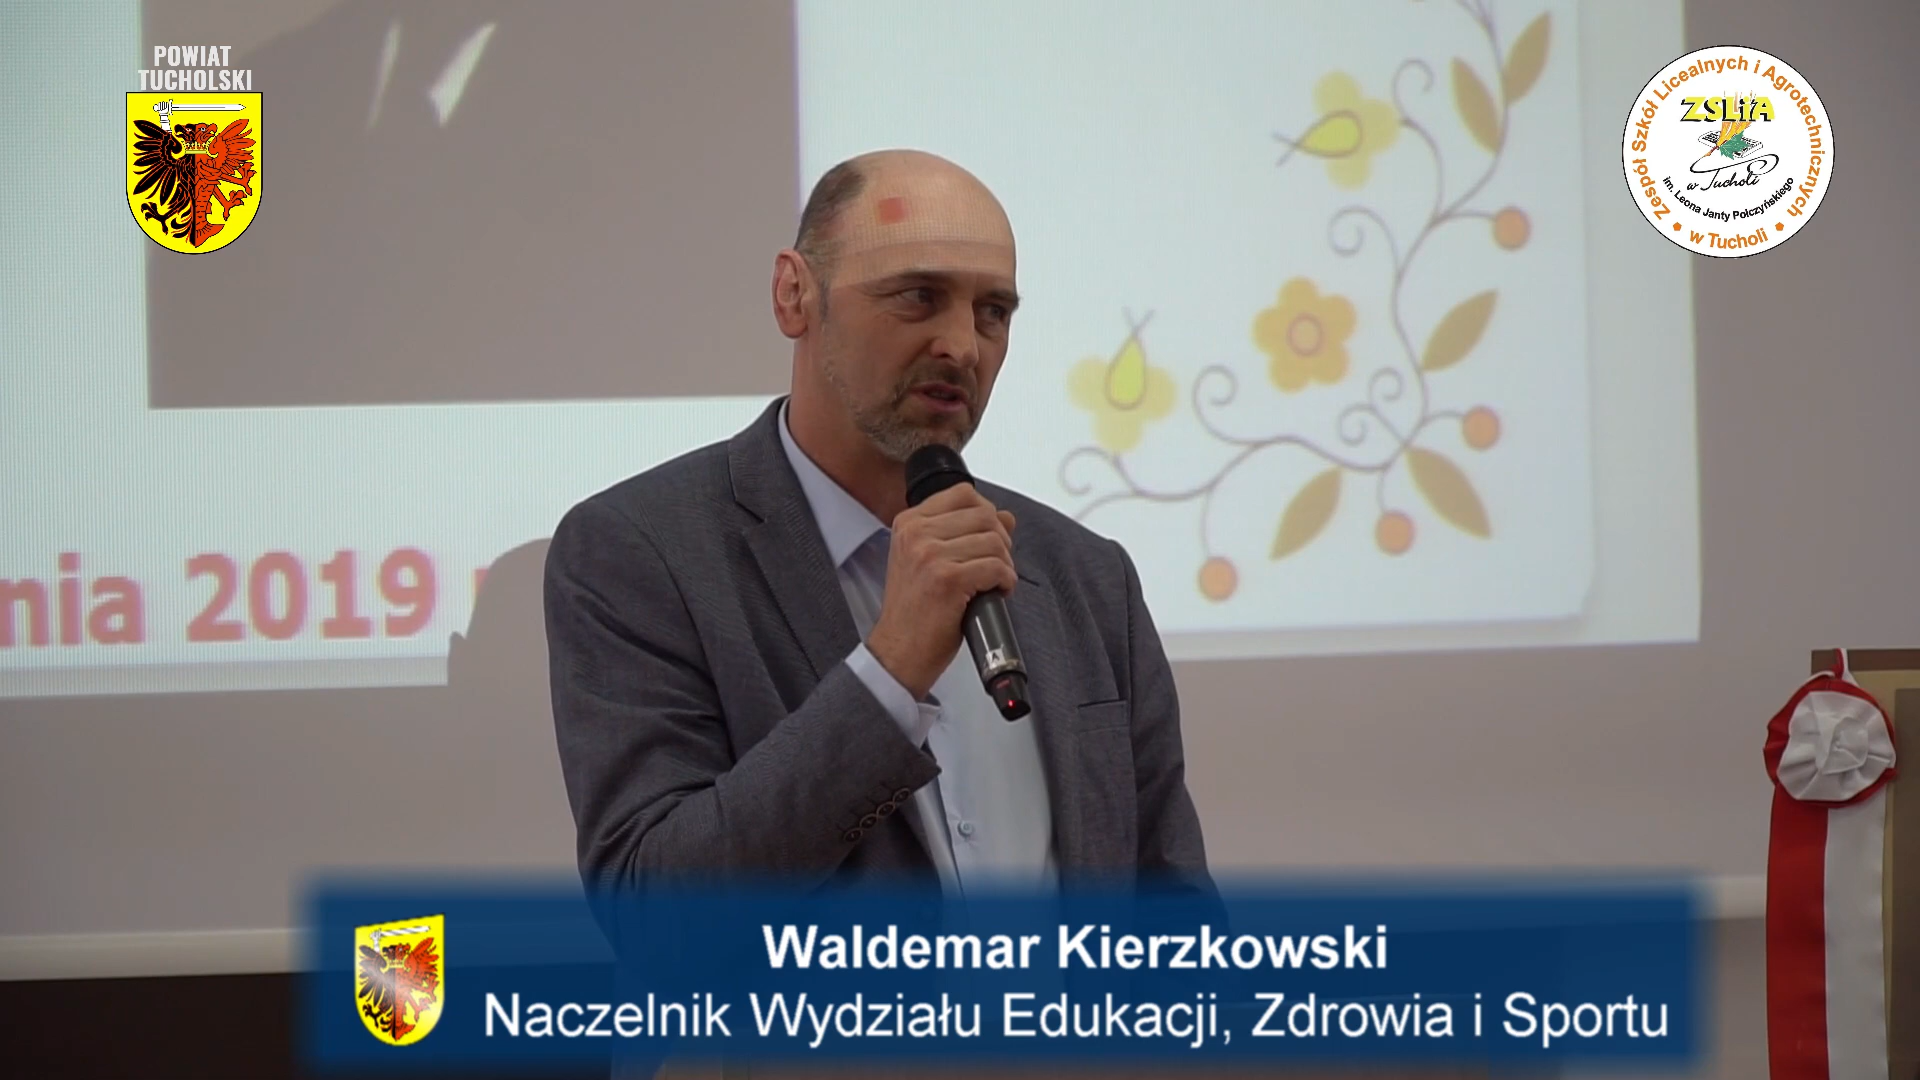 POWIAT
TUCHOLSKI
Zespół Szkół Licealnych i Agrotechnicznych
ZSLiA
w Tucholi
im. Leona Janty Połczyńskiego
w Tucholi
nia 2019
A
Waldemar Kierzkowski
Naczelnik Wydziału Edukacji, Zdrowia i Sportu